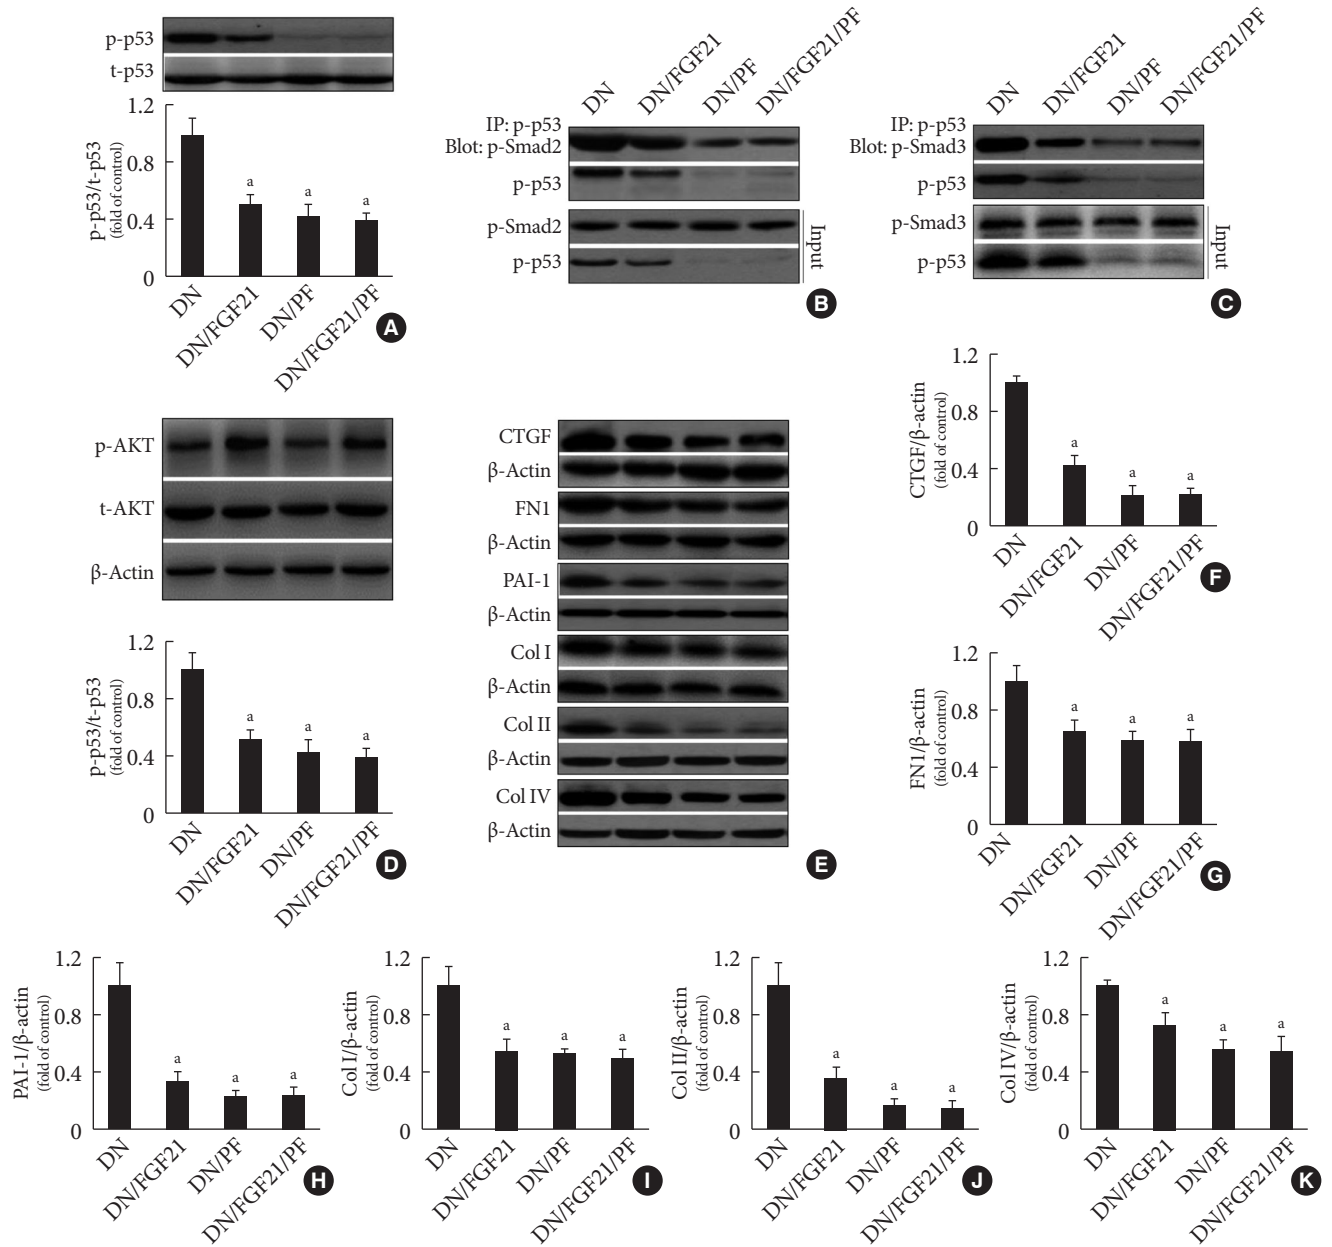 p-p53
t-p53
1.2
0.8
0.4
0
p-p53/t-p53
(fold of control)
a
a
a
DN
DN/FGF21
DN/PF
DN/FGF21/PF
A
DN
DN/FGF21
DN/PF
DN/FGF21/PF
IP: p-p53
Blot: p-Smad2
p-p53
p-Smad2
p-p53
Input
B
DN
DN/FGF21
DN/PF
DN/FGF21/PF
IP: p-p53
Blot: p-Smad3
p-p53
p-Smad3
p-p53
Input
C
p-AKT
t-AKT
β-Actin
1.2
0.8
0.4
0
p-p53/t-p53
(fold of control)
a
a
a
DN
DN/FGF21
DN/PF
DN/FGF21/PF
D
CTGF
β-Actin
FN1
β-Actin
PAI-1
β-Actin
Col I
β-Actin
Col II
β-Actin
Col IV
β-Actin
E
1.2
0.8
0.4
0
CTGF/β-actin
(fold of control)
a
a
a
DN
DN/FGF21
DN/PF
DN/FGF21/PF
F
1.2
0.8
0.4
0
FN1/β-actin
(fold of control)
a
a
a
DN
DN/FGF21
DN/PF
DN/FGF21/PF
G
1.2
0.8
0.4
0
PAI-1/β-actin
(fold of control)
a
a
a
DN
DN/FGF21
DN/PF
DN/FGF21/PF
H
1.2
0.8
0.4
0
Col I/β-actin
(fold of control)
a
a
a
DN
DN/FGF21
DN/PF
DN/FGF21/PF
I
1.2
0.8
0.4
0
Col II/β-actin
(fold of control)
a
a
a
DN
DN/FGF21
DN/PF
DN/FGF21/PF
J
1.2
0.8
0.4
0
Col IV/β-actin
(fold of control)
a
a
a
DN
DN/FGF21
DN/PF
DN/FGF21/PF
K